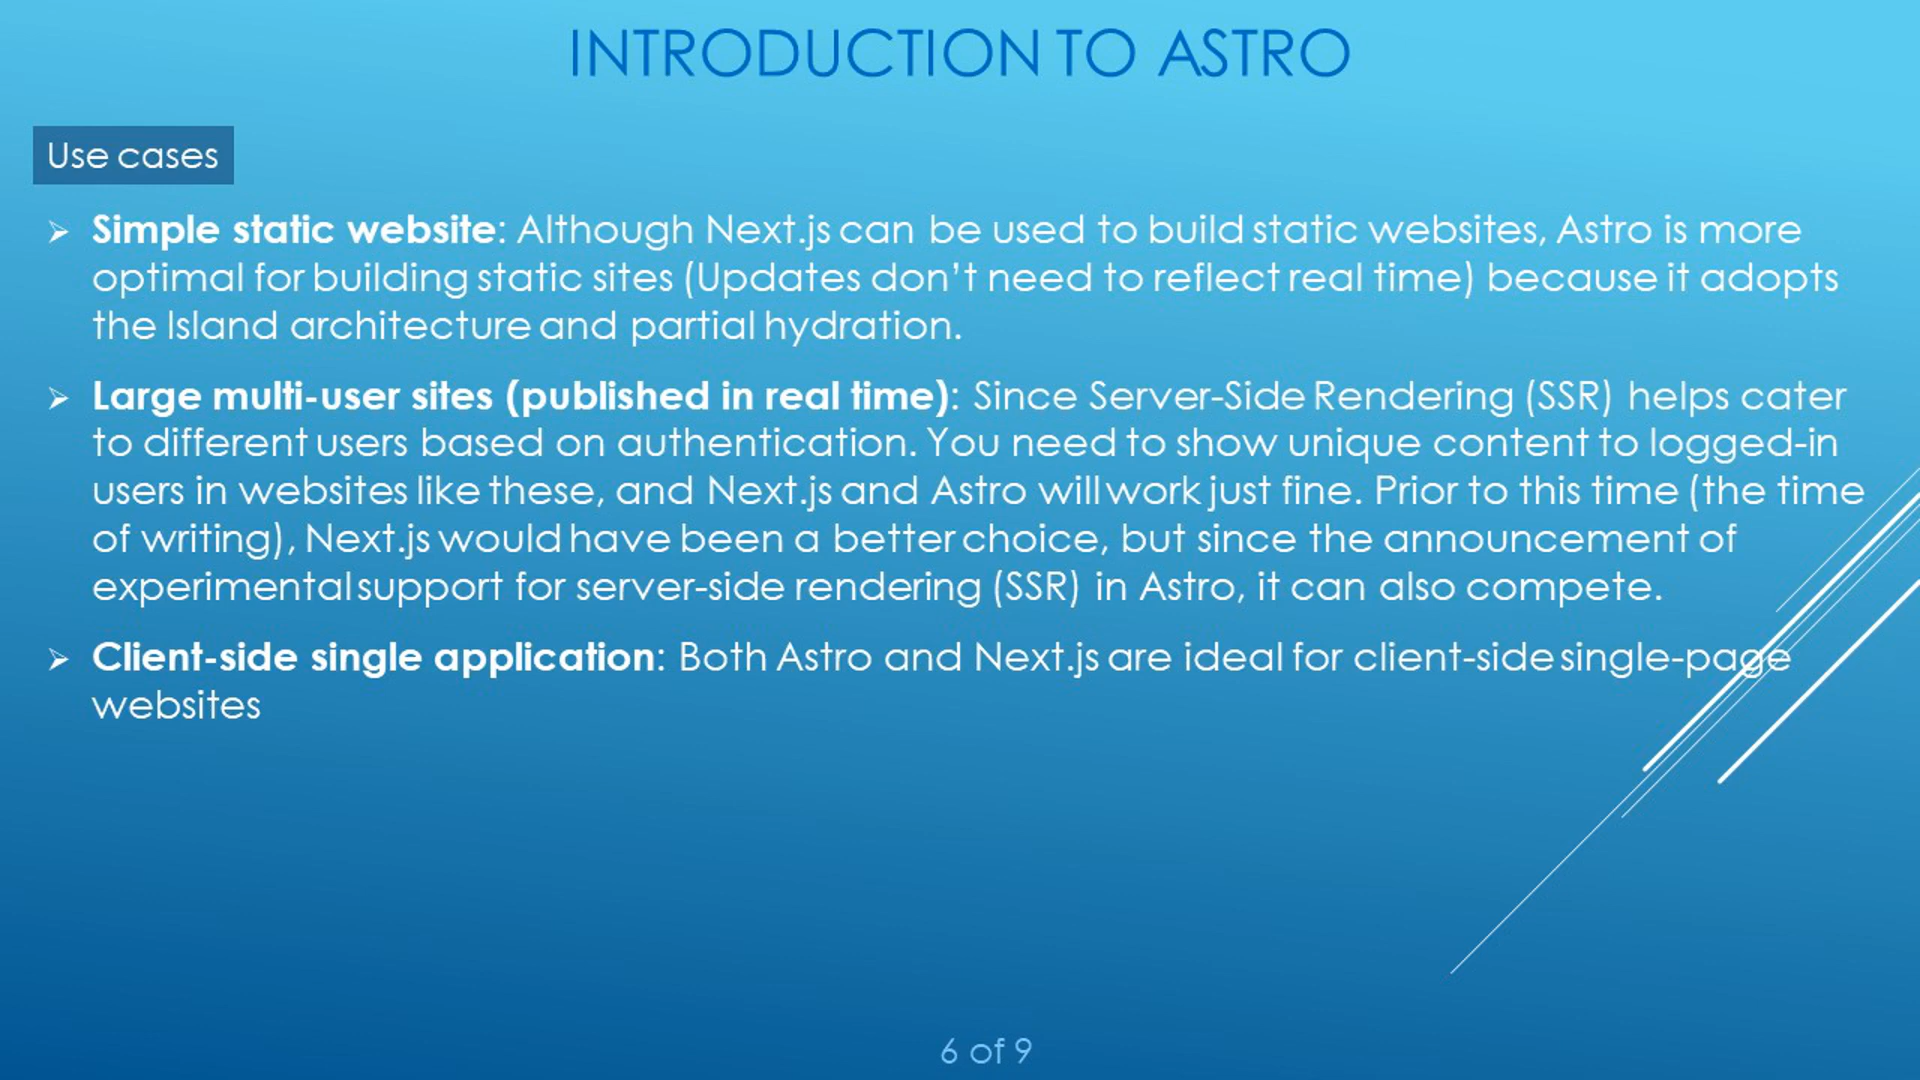 INTRODUCTION TO ASTRO
Use cases
➢ Simple static website: Although Next.js can be used to build static websites, Astro is more
optimal for building static sites (Updates don’t need to reflect real time) because it adopts
the Island architecture and partial hydration.
➢ Large multi-user sites (published in real time): Since Server-Side Rendering (SSR) helps cater
to different users based on authentication. You need to show unique content to logged-in
users in websites like these, and Next.js and Astro will work just fine. Prior to this time (the time
of writing), Next.js would have been a better choice, but since the announcement of
experimental support for server-side rendering (SSR) in Astro, it can also compete.
➢ Client-side single application: Both Astro and Next.js are ideal for client-side single-page
websites
6 of 9